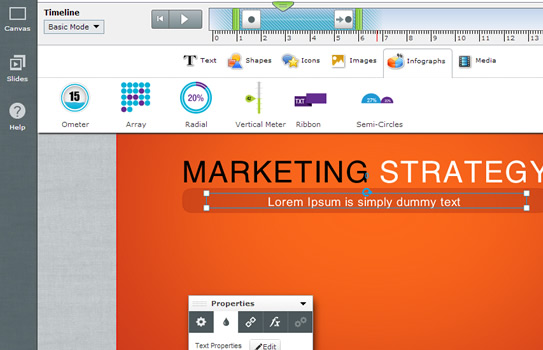 Timeline
Basic Mode
0 1 2 3 4 5 6 7 8 9 10 11 12 13
Canvas
Slides
Help
T Text Shapes Icons Images Infographs Media
15 20% TXT 37%
Ometer Array Radial Vertical Meter Ribbon Semi-Circles
MARKETING STRATEGY
Lorem Ipsum is simply dummy text
Properties
fx
Text Properties Edit